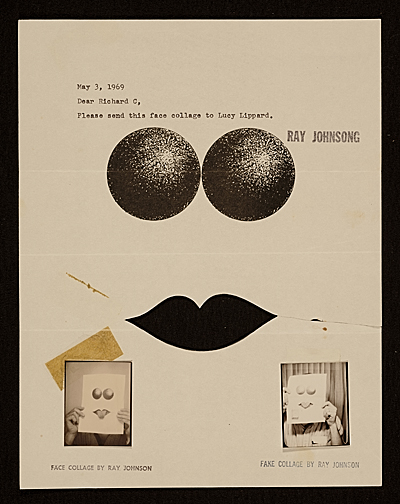 May 3, 1969
Dear Richard C,
Please send this face collage to Lucy Lippard.
RAY JOHNSONG
FACE COLLAGE BY RAY JOHNSON
FAKE COLLAGE BY RAY JOHNSON